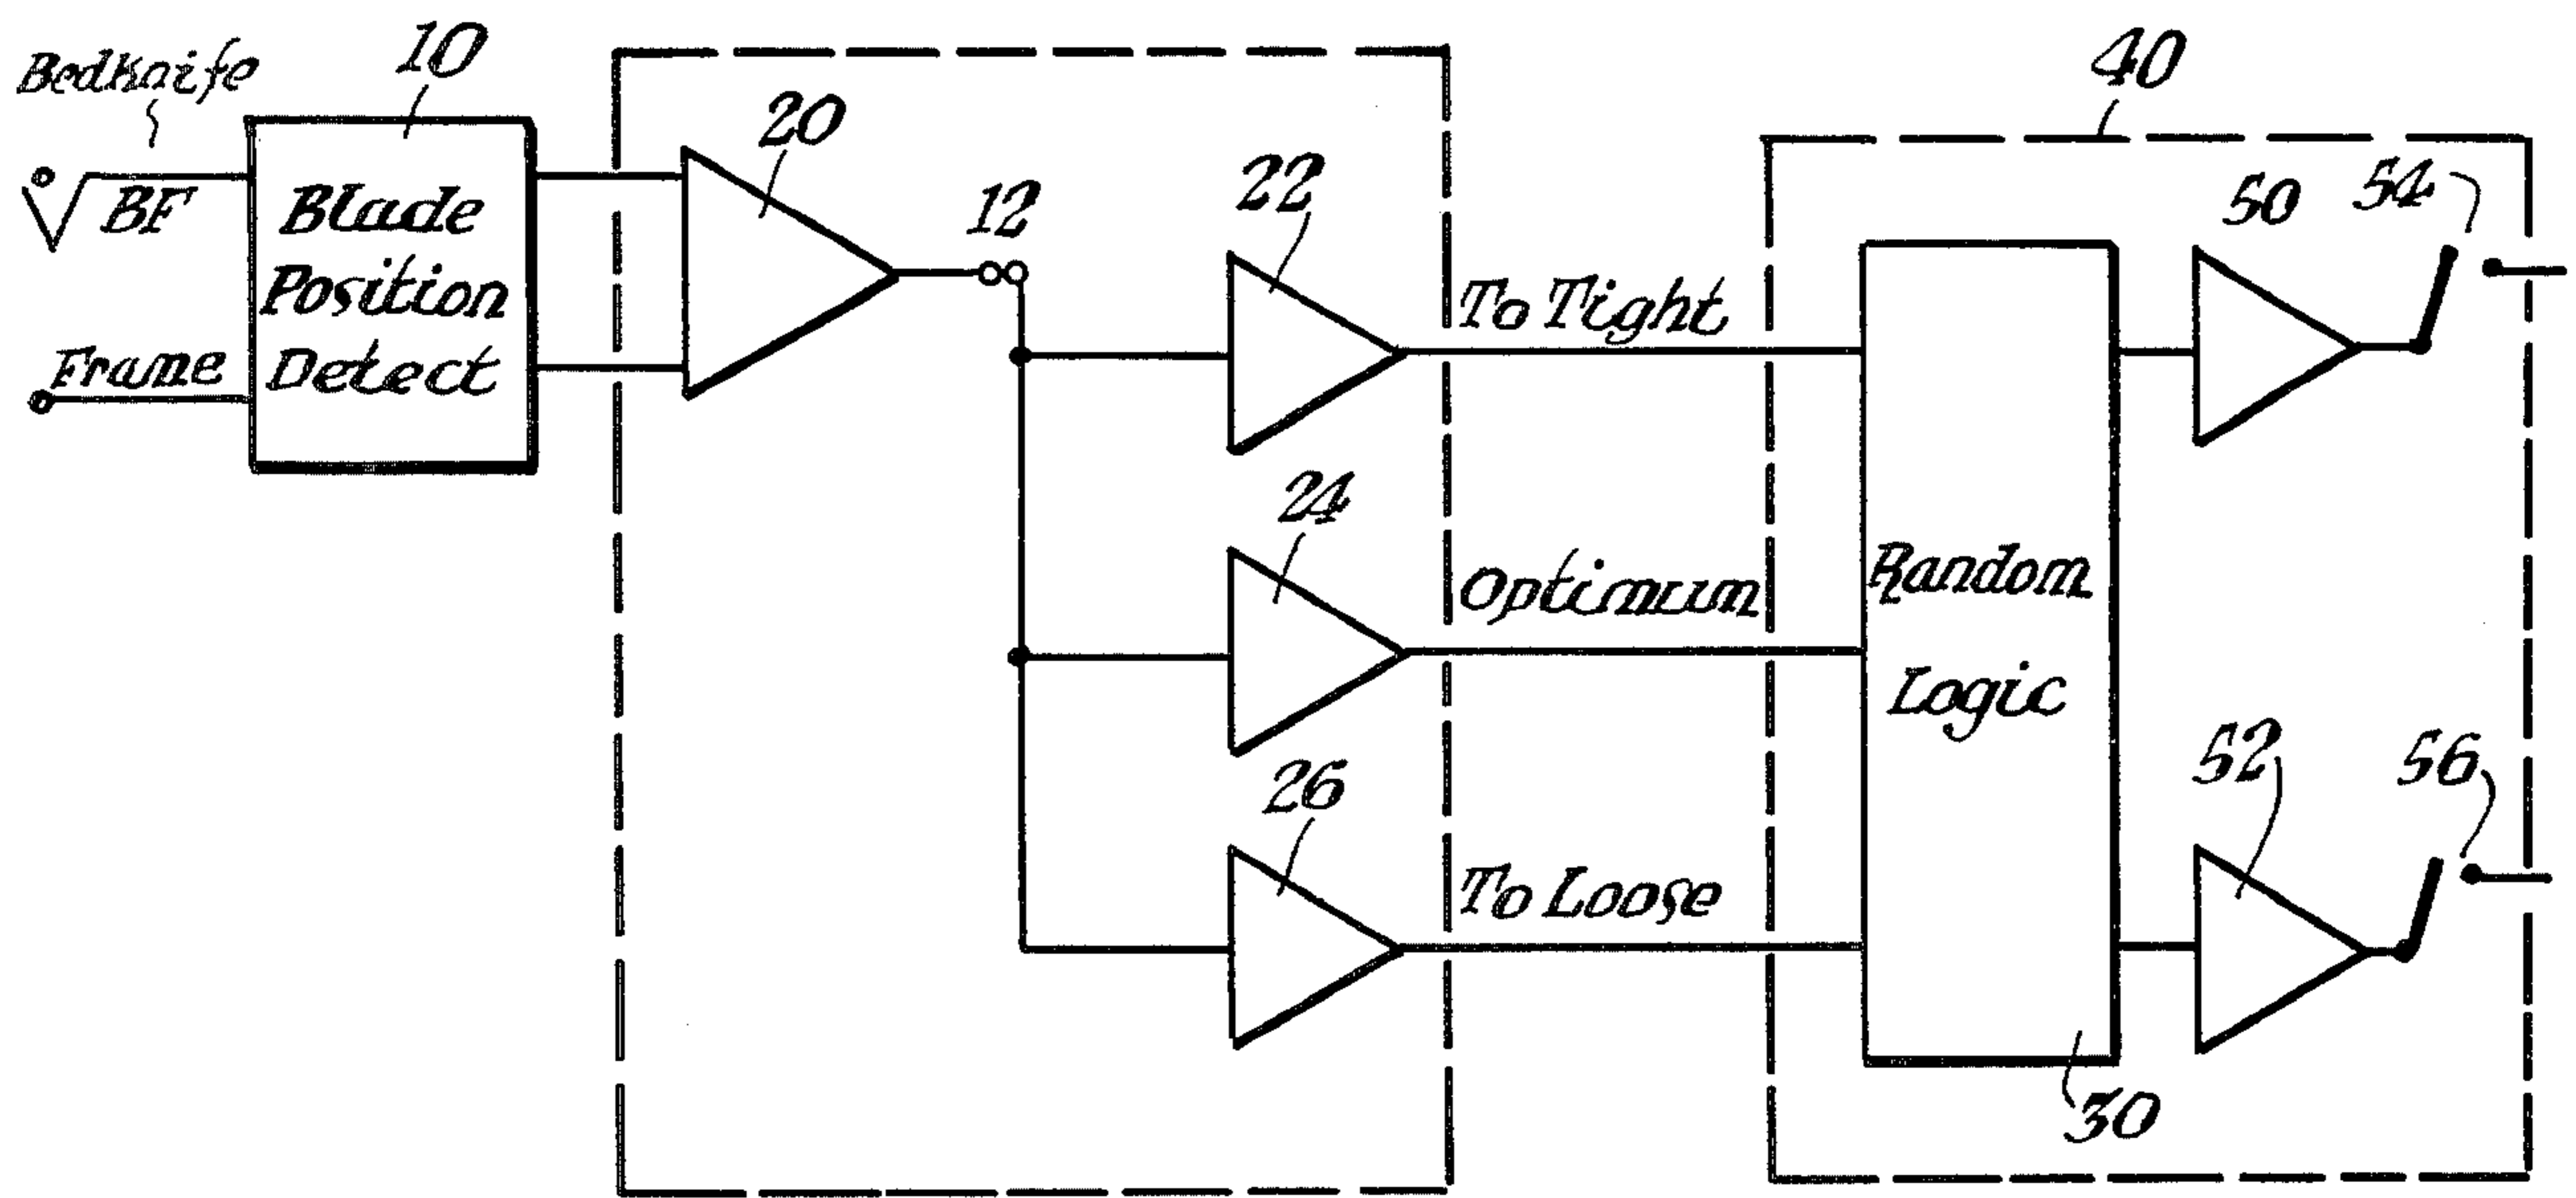 Bedknife
10
BF
Frame
Blade
Position
Detect
20
12
22
24
26
To Tight
Optimum
To Loose
40
Random
Logic
30
50
54
52
56